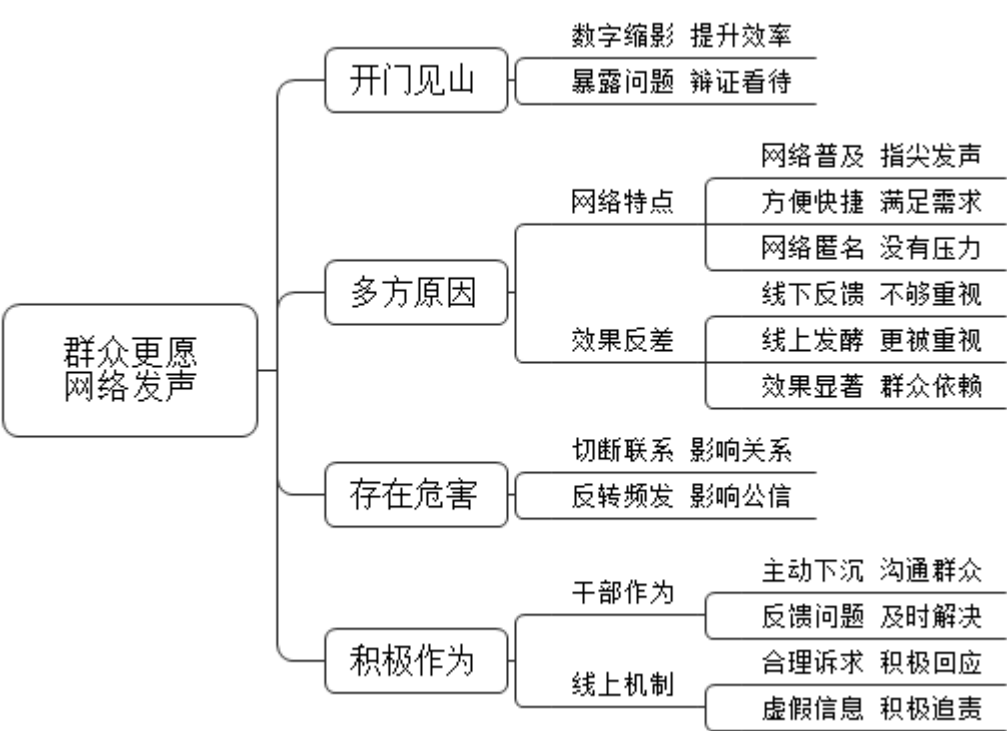 群众更愿
网络发声
开门见山
数字缩影 提升效率
暴露问题 辩证看待
多方原因
网络特点
网络普及 指尖发声
方便快捷 满足需求
网络匿名 没有压力
效果反差
线下反馈 不够重视
线上发酵 更被重视
效果显著 群众依赖
存在危害
切断联系 影响关系
反转频发 影响公信
积极作为
干部作为
主动下沉 沟通群众
反馈问题 及时解决
线上机制
合理诉求 积极回应
虚假信息 积极追责